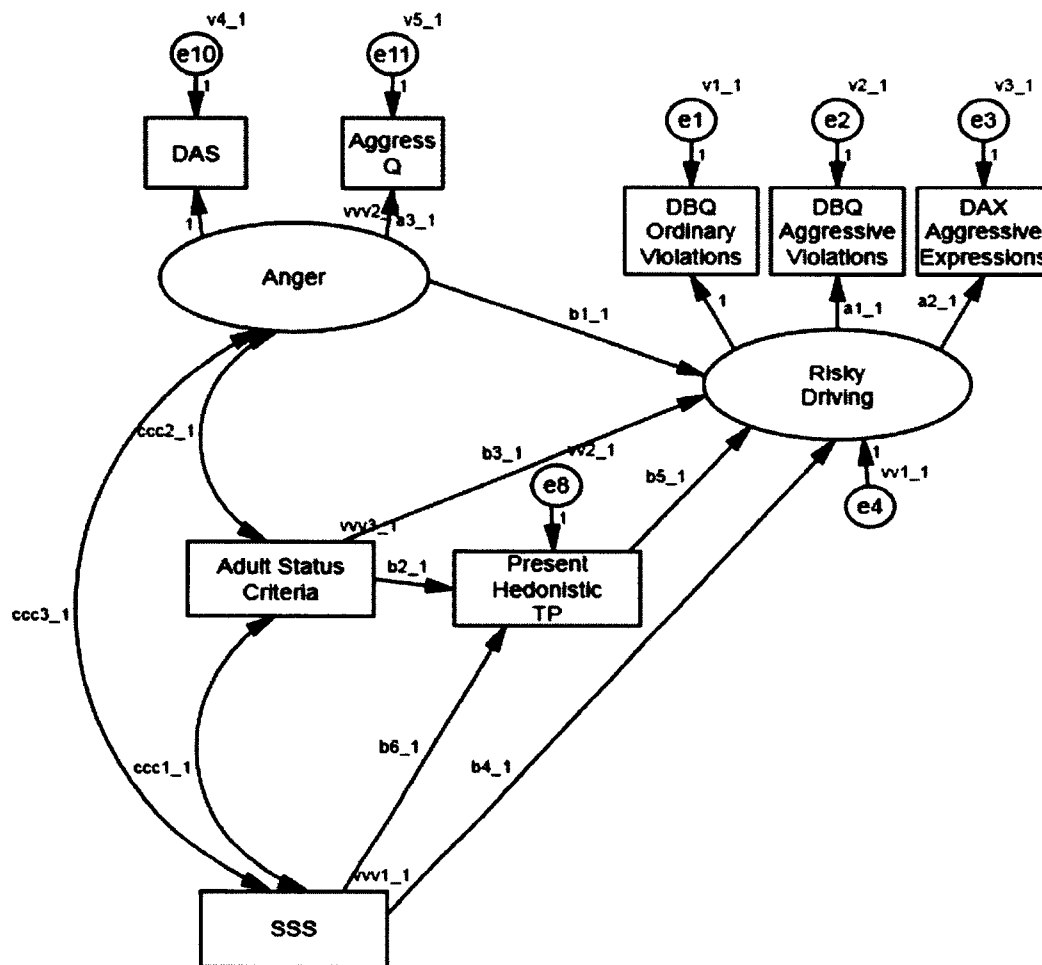 v4_1
v5_1
e10
e11
1
1
DAS
Aggress
Q
v1_1
v2_1
v3_1
e1
e2
e3
1
1
1
DBQ
Ordinary
Violations
DBQ
Aggressive
Violations
DAX
Aggressive
Expressions
1
vvv2_
a3_1
Anger
1
a1_1
a2_1
b1_1
Risky
Driving
ccc2_1
b3_1
vv2_1
b5_1
1
vv1_1
e8
e4
vvv3_1
1
Adult Status
Criteria
b2_1
Present
Hedonistic
TP
ccc3_1
ccc1_1
b6_1
b4_1
vvv1_1
SSS